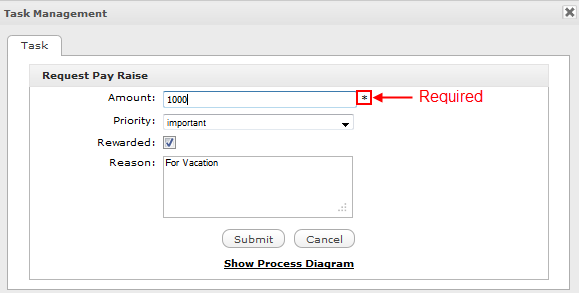 Task Management
Task
Request Pay Raise
Amount: 1000 * Required
Priority: important
Rewarded:
Reason: For Vacation
Submit Cancel
Show Process Diagram